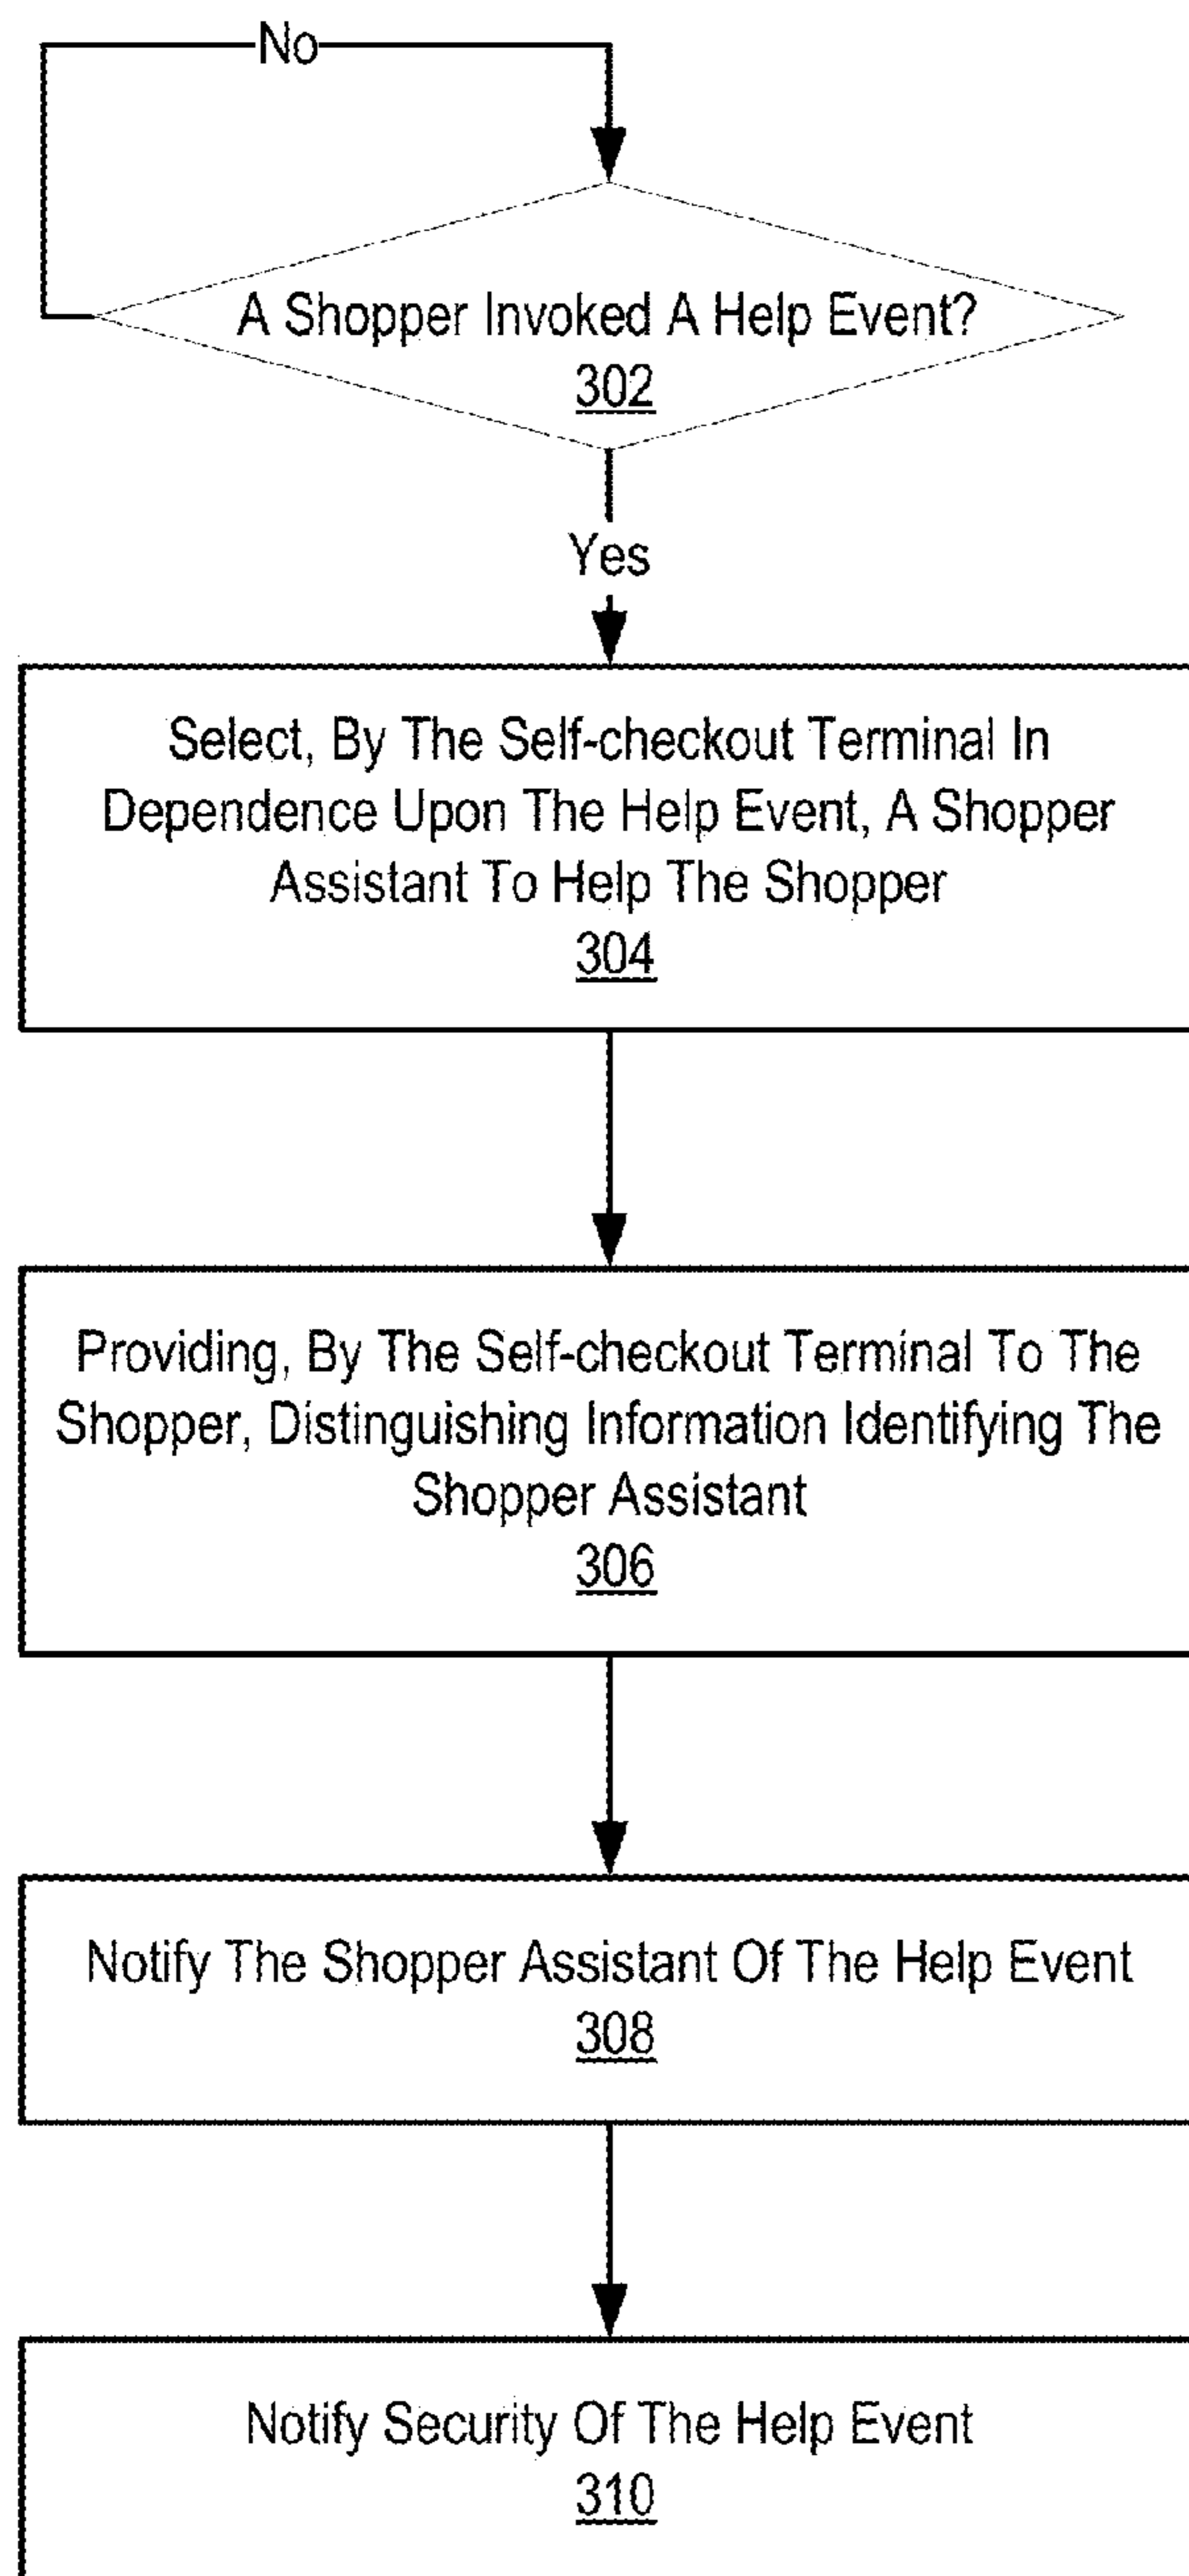 No
A Shopper Invoked A Help Event?
302
Yes
Select, By The Self-checkout Terminal In
Dependence Upon The Help Event, A Shopper
Assistant To Help The Shopper
304
Providing, By The Self-checkout Terminal To The
Shopper, Distinguishing Information Identifying The
Shopper Assistant
306
Notify The Shopper Assistant Of The Help Event
308
Notify Security Of The Help Event
310